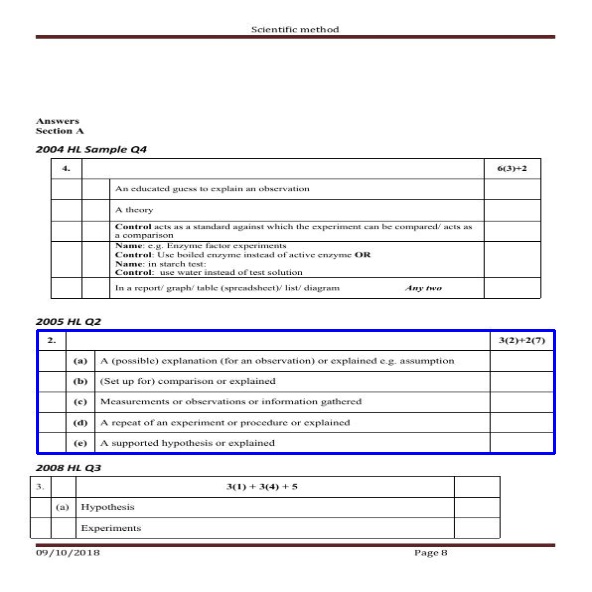 Scientific method
Answers
Section A
2004 HL Sample Q4
4. 6(3)+2
An educated guess to explain an observation
A theory
Control acts as a standard against which the experiment can be compared/ acts as
a comparison
Name: e.g. Enzyme factor experiments
Control: Use boiled enzyme instead of active enzyme OR
Name: in starch test:
Control: use water instead of test solution
In a report/ graph/ table (spreadsheet)/ list/ diagram Any two
2005 HL Q2
2. 3(2)+2(7)
(a) A (possible) explanation (for an observation) or explained e.g. assumption
(b) (Set up for) comparison or explained
(c) Measurements or observations or information gathered
(d) A repeat of an experiment or procedure or explained
(e) A supported hypothesis or explained
2008 HL Q3
3. 3(1) + 3(4) + 5
(a) Hypothesis
Experiments
09/10/2018 Page 8